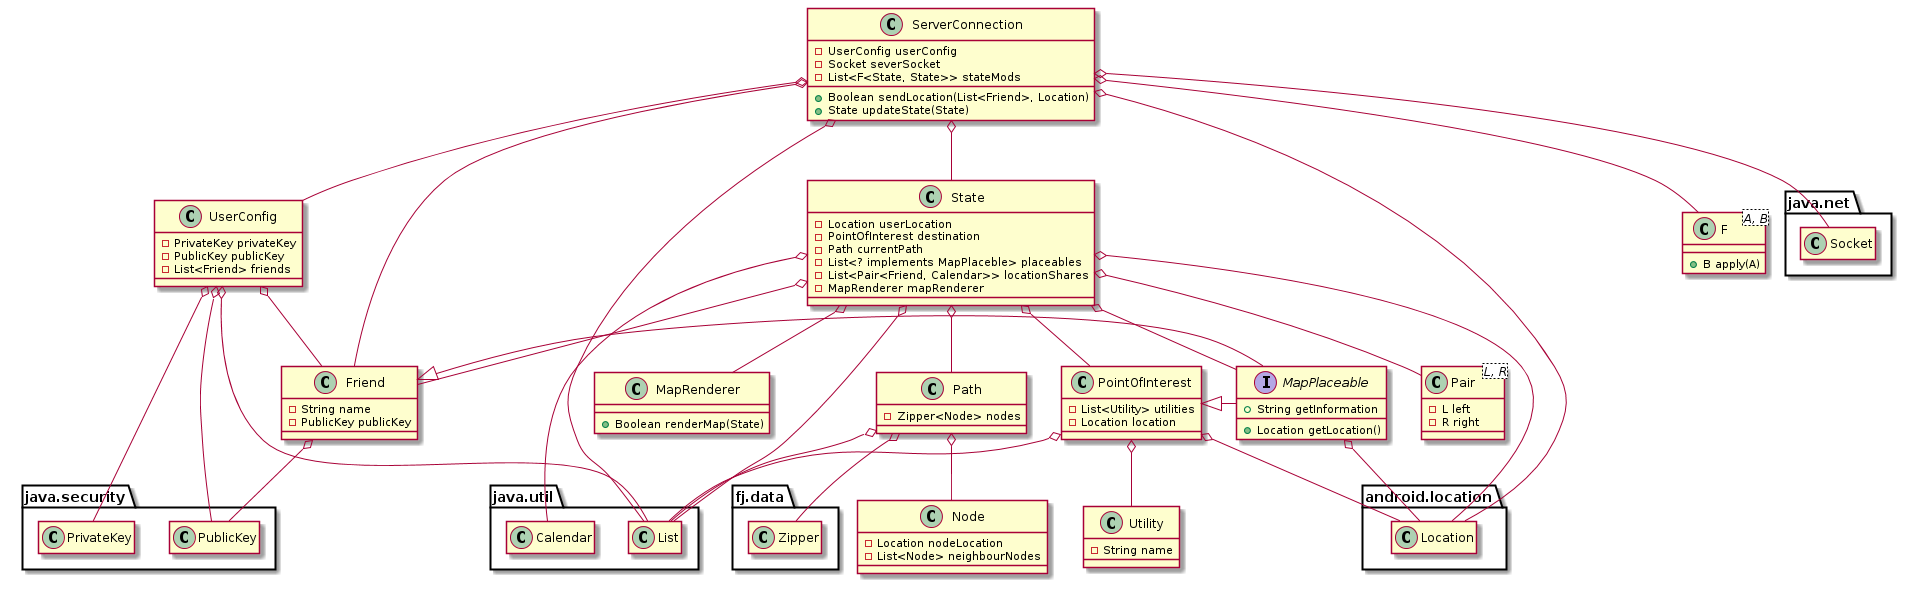 C ServerConnection
UserConfig userConfig
Socket severSocket
List<F<State, State>> stateMods
Boolean sendLocation(List<Friend>, Location)
State updateState(State)
C State
Location userLocation
PointOfInterest destination
Path currentPath
List<? implements MapPlaceble> placeables
List<Pair<Friend, Calendar>> locationShares
MapRenderer mapRenderer
C UserConfig
PrivateKey privateKey
PublicKey publicKey
List<Friend> friends
C F
A, B
B apply(A)
java.net
C Socket
C Friend
String name
PublicKey publicKey
C MapRenderer
Boolean renderMap(State)
C Path
Zipper<Node> nodes
C PointOfInterest
List<Utility> utilities
Location location
I MapPlaceable
String getInformation
Location getLocation()
C Pair
L, R
L left
R right
java.security
C PrivateKey
C PublicKey
java.util
C Calendar
C List
fj.data
C Zipper
C Node
Location nodeLocation
List<Node> neighbourNodes
C Utility
String name
android.location
C Location